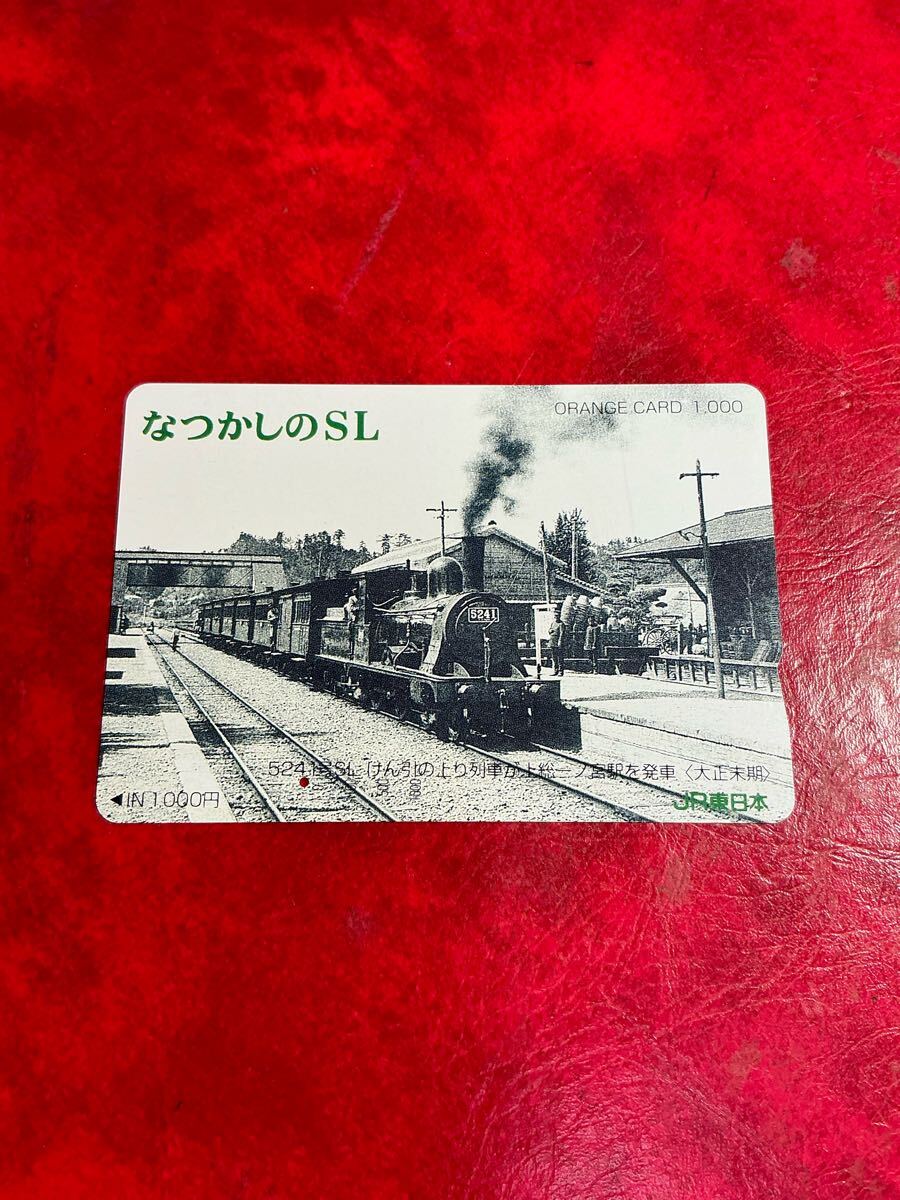 なつかしのSL
ORANGE CARD 1,000
5241
5241号SL けん引の上り列車が上総一ノ宮駅を発車〈大正末期〉
◀IN 1000円
JR東日本